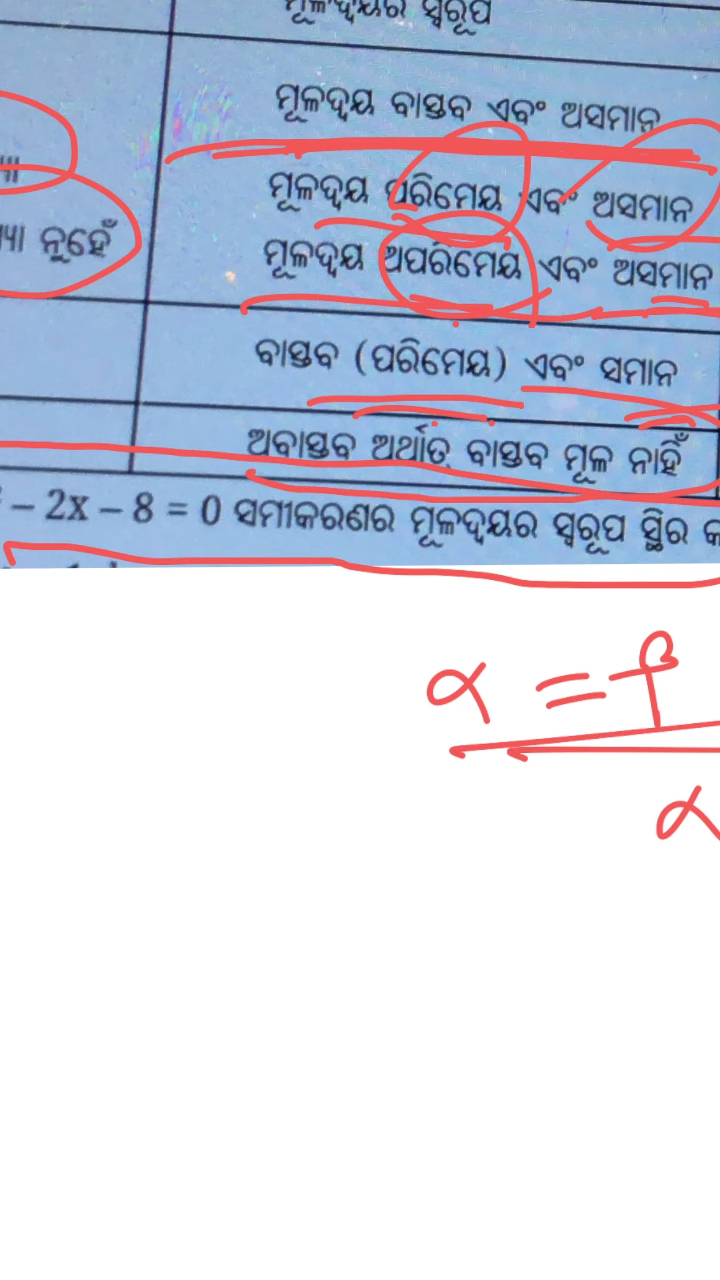 ମୂଳଦ୍ୱୟର ସ୍ୱରୂପ
ମୂଳଦ୍ୱୟ ବାସ୍ତବ ଏବଂ ଅସମାନ
ମୂଳଦ୍ୱୟ ପରିମେୟ ଏବଂ ଅସମାନ
ନୁହେଁ ମୂଳଦ୍ୱୟ ଅପରିମେୟ ଏବଂ ଅସମାନ
ବାସ୍ତବ (ପରିମେୟ) ଏବଂ ସମାନ
ଅବାସ୍ତବ ଅର୍ଥାତ୍ ବାସ୍ତବ ମୂଳ ନାହିଁ
– 2x – 8 = 0 ସମୀକରଣର ମୂଳଦ୍ୱୟର ସ୍ୱରୂପ ସ୍ଥିର
α = β
α